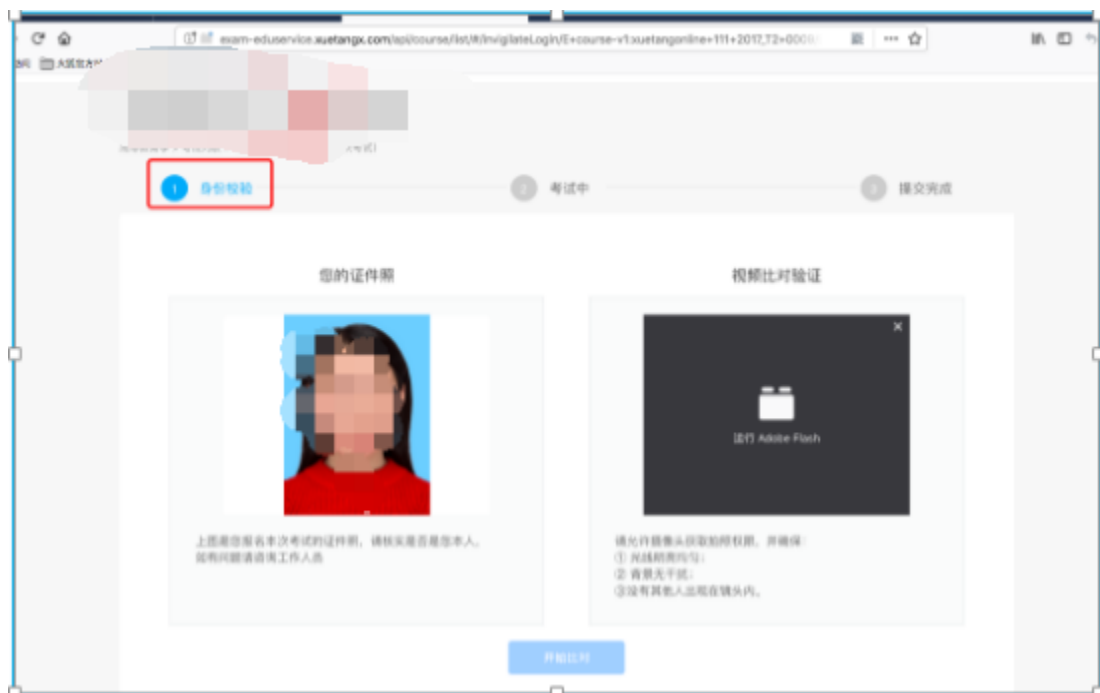 exam-eduservice.xuetangx.com/api/course/list/#/InvigilateLogin/E+course-v1:xuetangonline+111+2017_T2+0009
1 身份校验
2 考试中
3 提交完成
您的证件照
视频比对验证
运行 Adobe Flash
上图是您报名本次考试的证件照，请核实是否是您本人。
如有问题请咨询工作人员
请允许摄像头获取拍照权限，并确保：
① 光线明亮均匀；
② 背景无干扰；
③没有其他人出现在镜头内。
开始比对